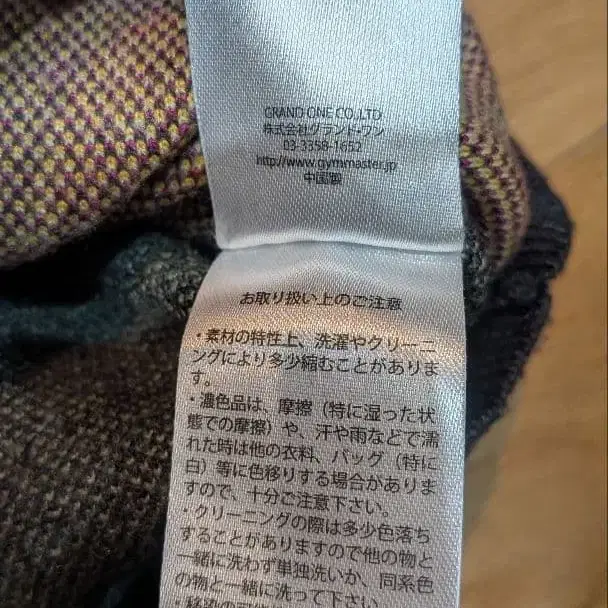 GRAND ONE CO.,LTD
株式会社グランド・ワン
03-3358-1652
http://www.gymmaster.jp
中国製
お取り扱い上のご注意
・素材の特性上、洗濯やクリーニ
ングにより多少縮むことがありま
す。
・濃色品は、摩擦（特に湿った状
態での摩擦）や、汗や雨などで濡
れた時は他の衣料、バッグ（特に
白）等に色移りする場合がありま
すので、十分ご注意下さい。
・クリーニングの際は多少色落ち
することがありますので他の物と
一緒に洗わず単独洗いか、同系色
の物と一緒に洗って下さい。